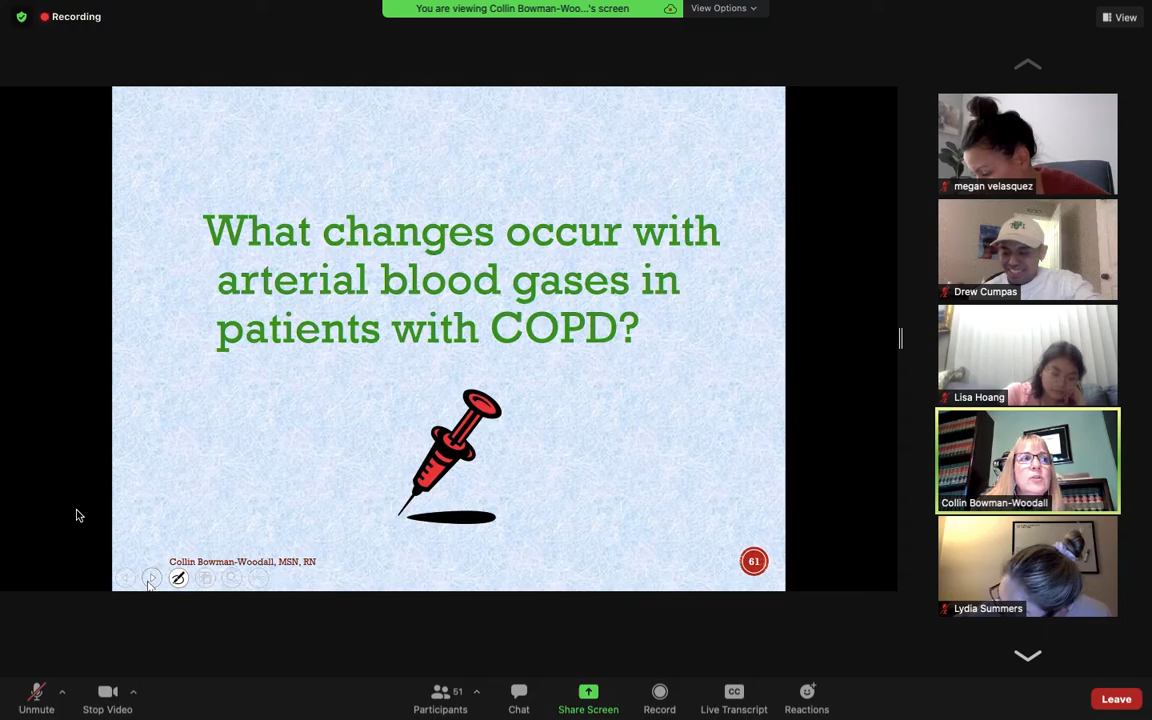 Recording
You are viewing Collin Bowman-Woo...'s screen
View Options
View
What changes occur with
arterial blood gases in
patients with COPD?
Collin Bowman-Woodall, MSN, RN
61
megan velasquez
Drew Cumpas
Lisa Hoang
Collin Bowman-Woodall
Lydia Summers
Unmute
Stop Video
51
Participants
Chat
Share Screen
Record
CC
Live Transcript
Reactions
Leave